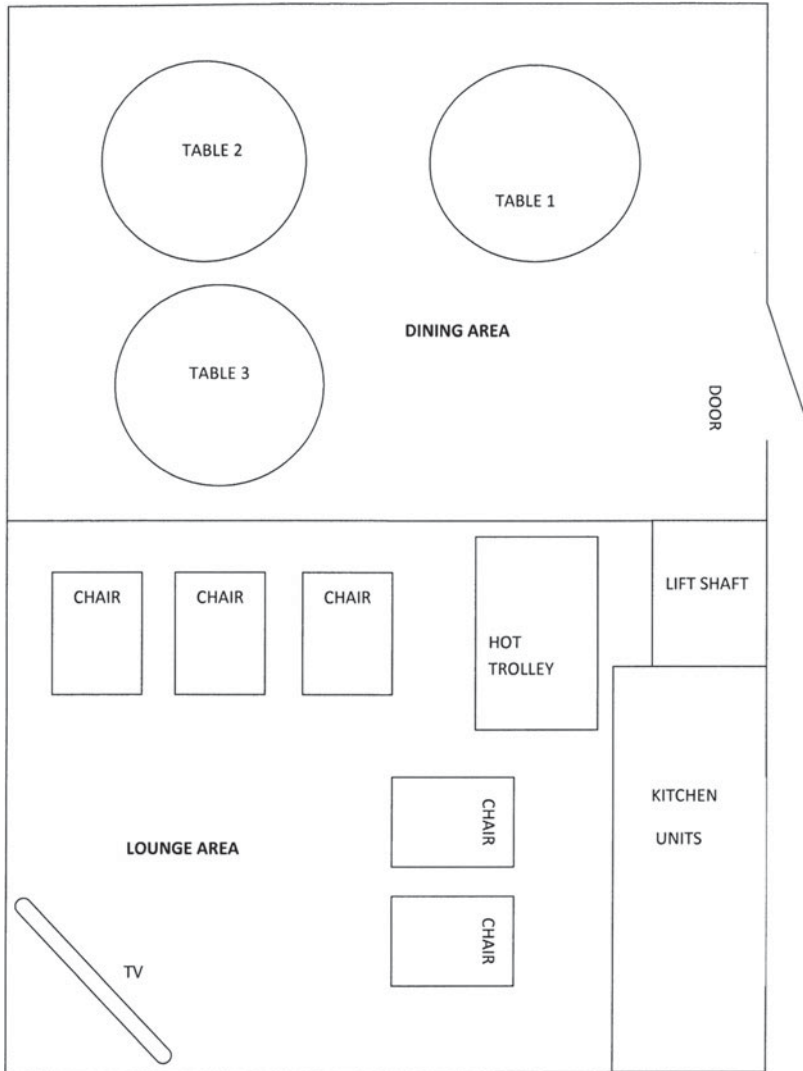 TABLE 2
TABLE 1
DINING AREA
TABLE 3
DOOR
CHAIR
CHAIR
CHAIR
LIFT SHAFT
HOT
TROLLEY
CHAIR
KITCHEN
UNITS
LOUNGE AREA
CHAIR
TV